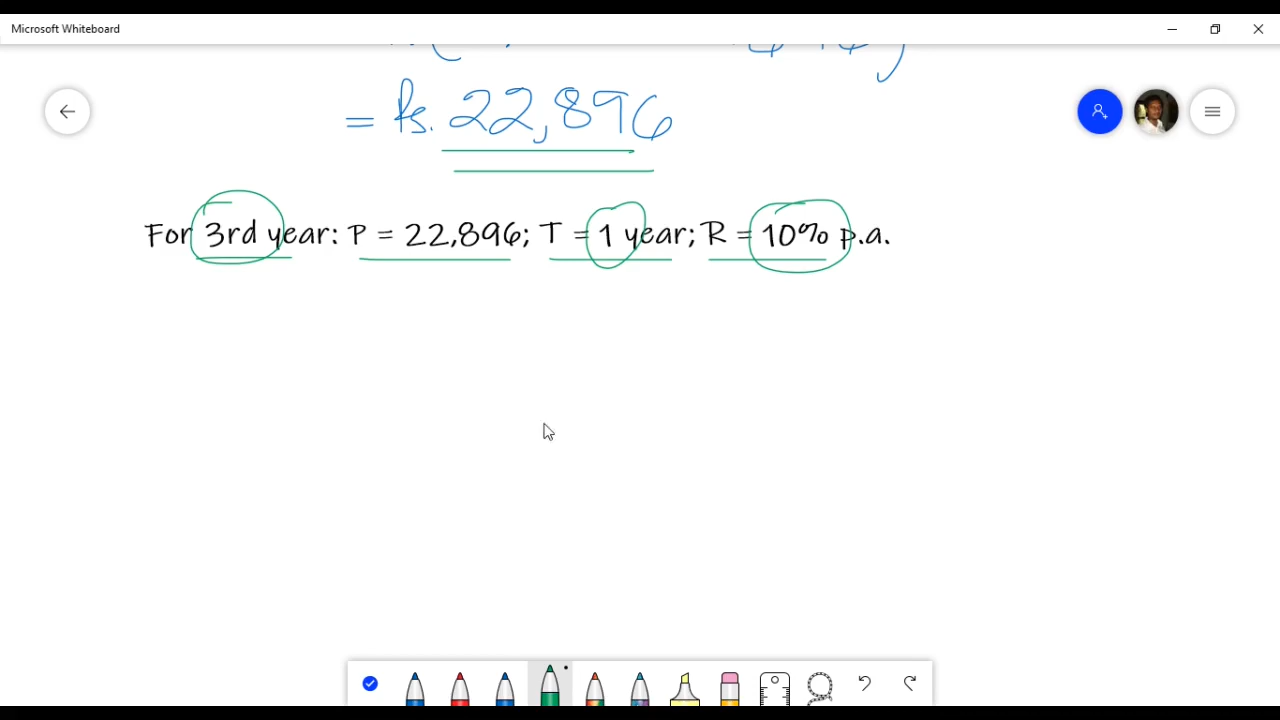 Microsoft Whiteboard
= Rs. 22,896
For 3rd year: P = 22,896; T = 1 year; R = 10% p.a.